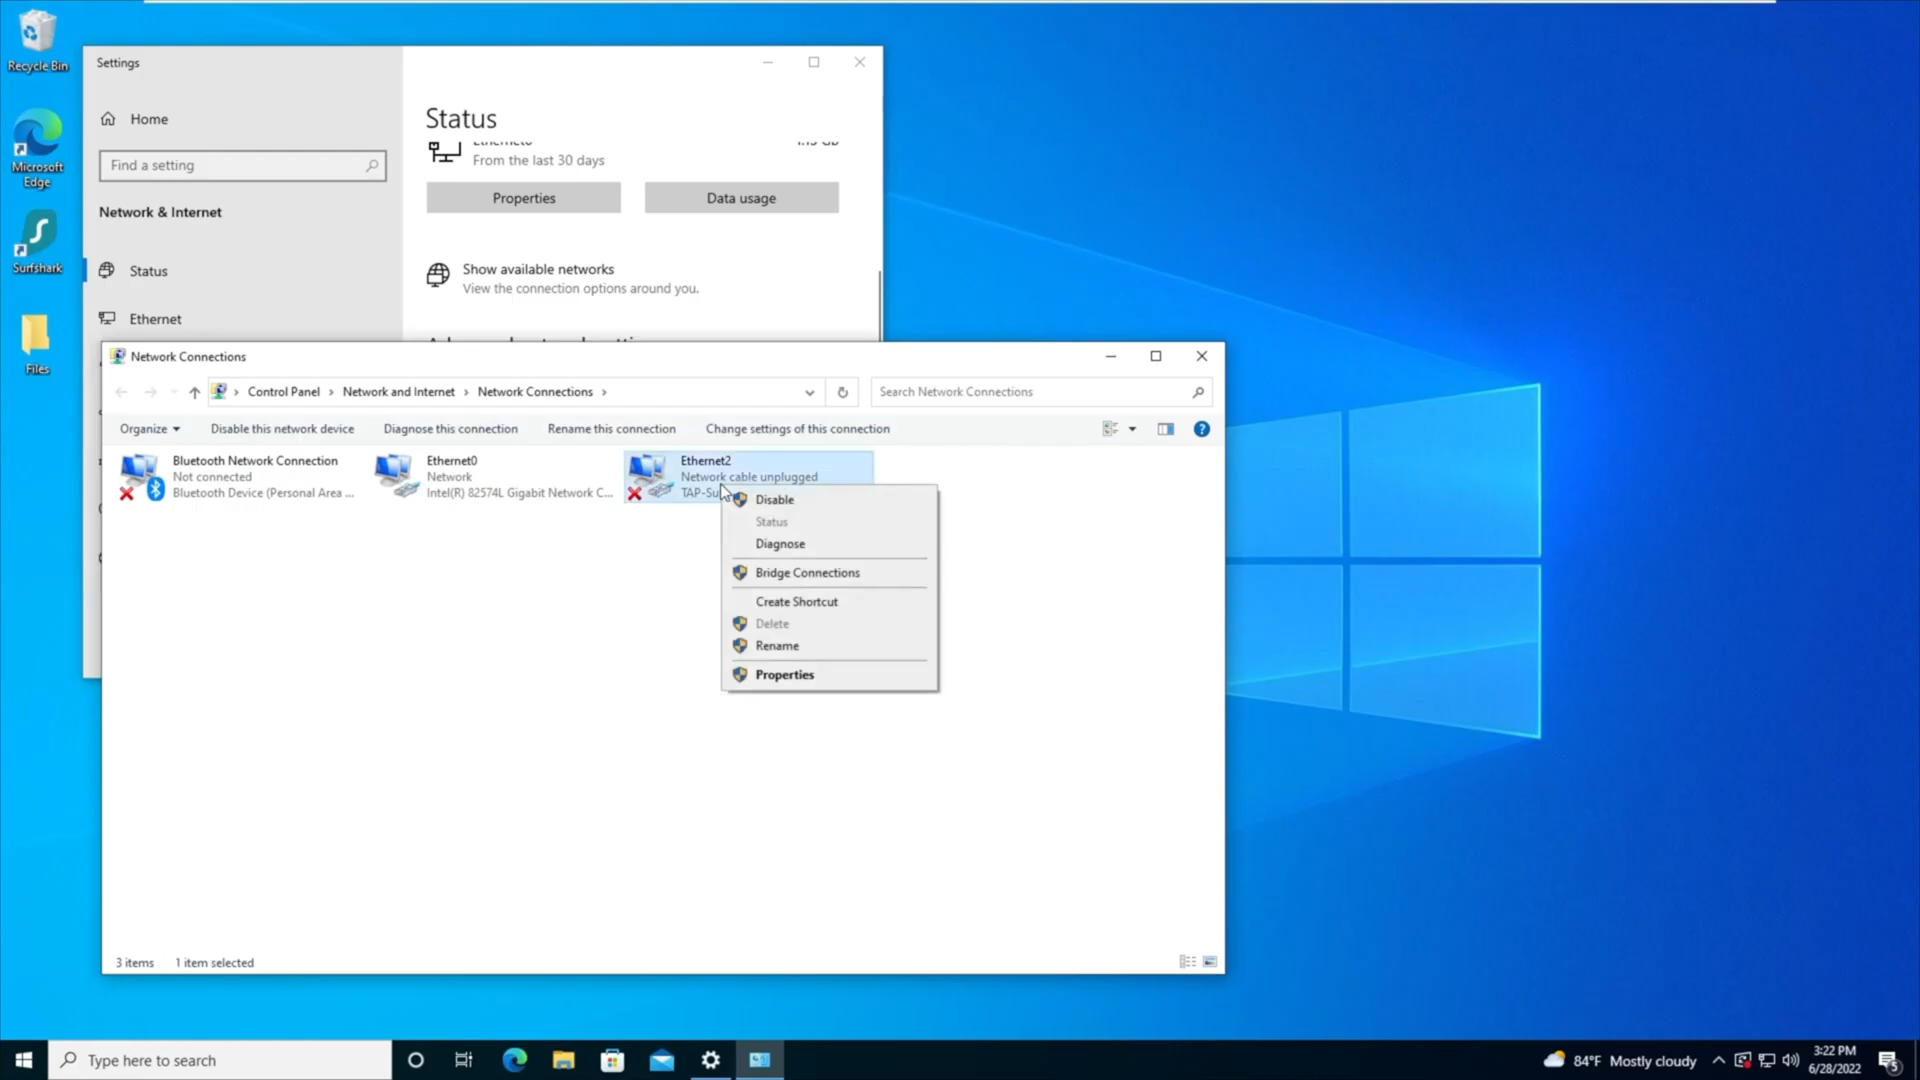 Recycle Bin
Microsoft
Edge
Surfshark
Files
Settings
Home
Find a setting
Network & Internet
Status
Ethernet
Status
From the last 30 days
Properties
Data usage
Show available networks
View the connection options around you.
Network Connections
Control Panel > Network and Internet > Network Connections >
Search Network Connections
Organize
Disable this network device
Diagnose this connection
Rename this connection
Change settings of this connection
Bluetooth Network Connection
Not connected
Bluetooth Device (Personal Area ...
Ethernet0
Network
Intel(R) 82574L Gigabit Network C...
Ethernet2
Network cable unplugged
TAP-Su
Disable
Status
Diagnose
Bridge Connections
Create Shortcut
Delete
Rename
Properties
3 items
1 item selected
Type here to search
84°F Mostly cloudy
3:22 PM
6/28/2022
5